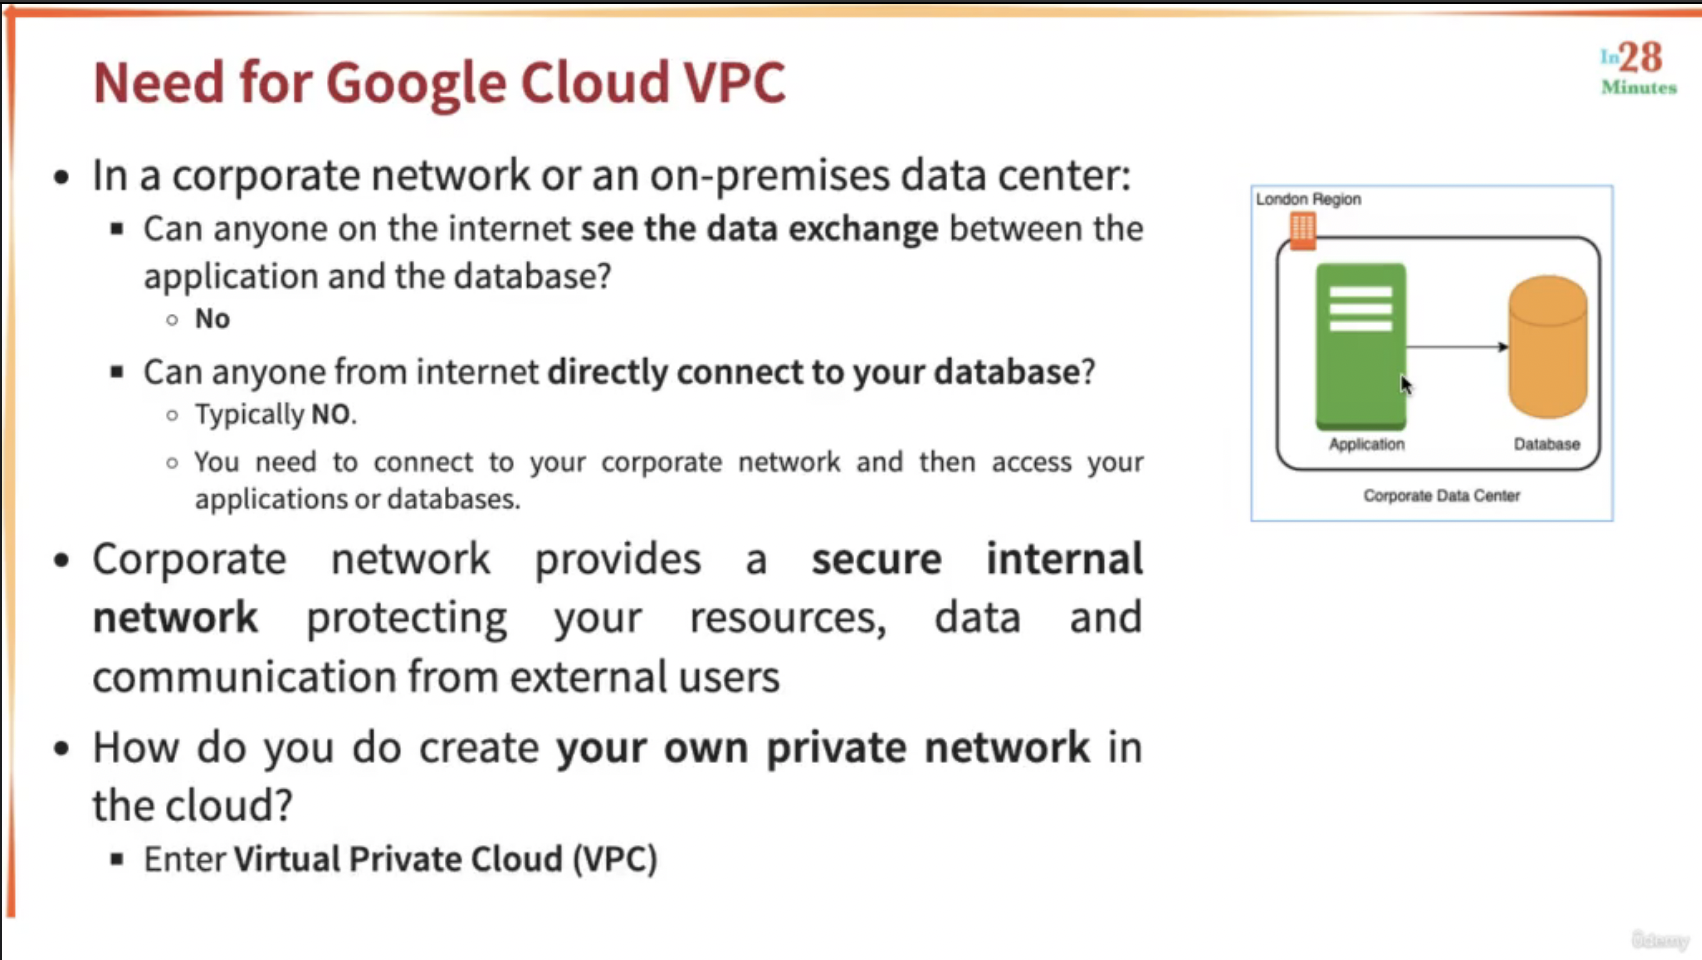 Need for Google Cloud VPC
In28
Minutes
• In a corporate network or an on-premises data center:
▪ Can anyone on the internet see the data exchange between the
application and the database?
○ No
▪ Can anyone from internet directly connect to your database?
○ Typically NO.
○ You need to connect to your corporate network and then access your
applications or databases.
• Corporate network provides a secure internal
network protecting your resources, data and
communication from external users
• How do you do create your own private network in
the cloud?
▪ Enter Virtual Private Cloud (VPC)
London Region
Application
Database
Corporate Data Center
ûdemy